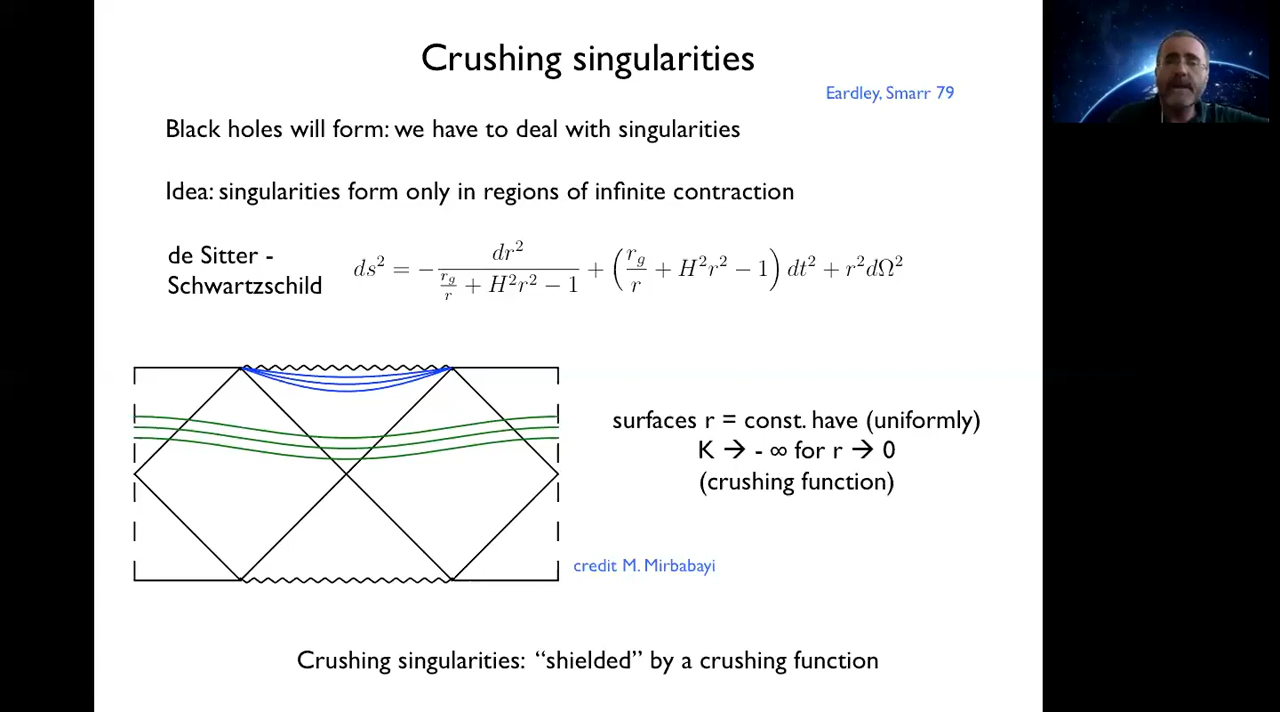 Crushing singularities
Eardley, Smarr 79
Black holes will form: we have to deal with singularities
Idea: singularities form only in regions of infinite contraction
de Sitter -
Schwartzschild
ds² = − dr² / (r_g/r + H²r² − 1) + (r_g/r + H²r² − 1) dt² + r²dΩ²
surfaces r = const. have (uniformly)
K → - ∞ for r → 0
(crushing function)
credit M. Mirbabayi
Crushing singularities: “shielded” by a crushing function